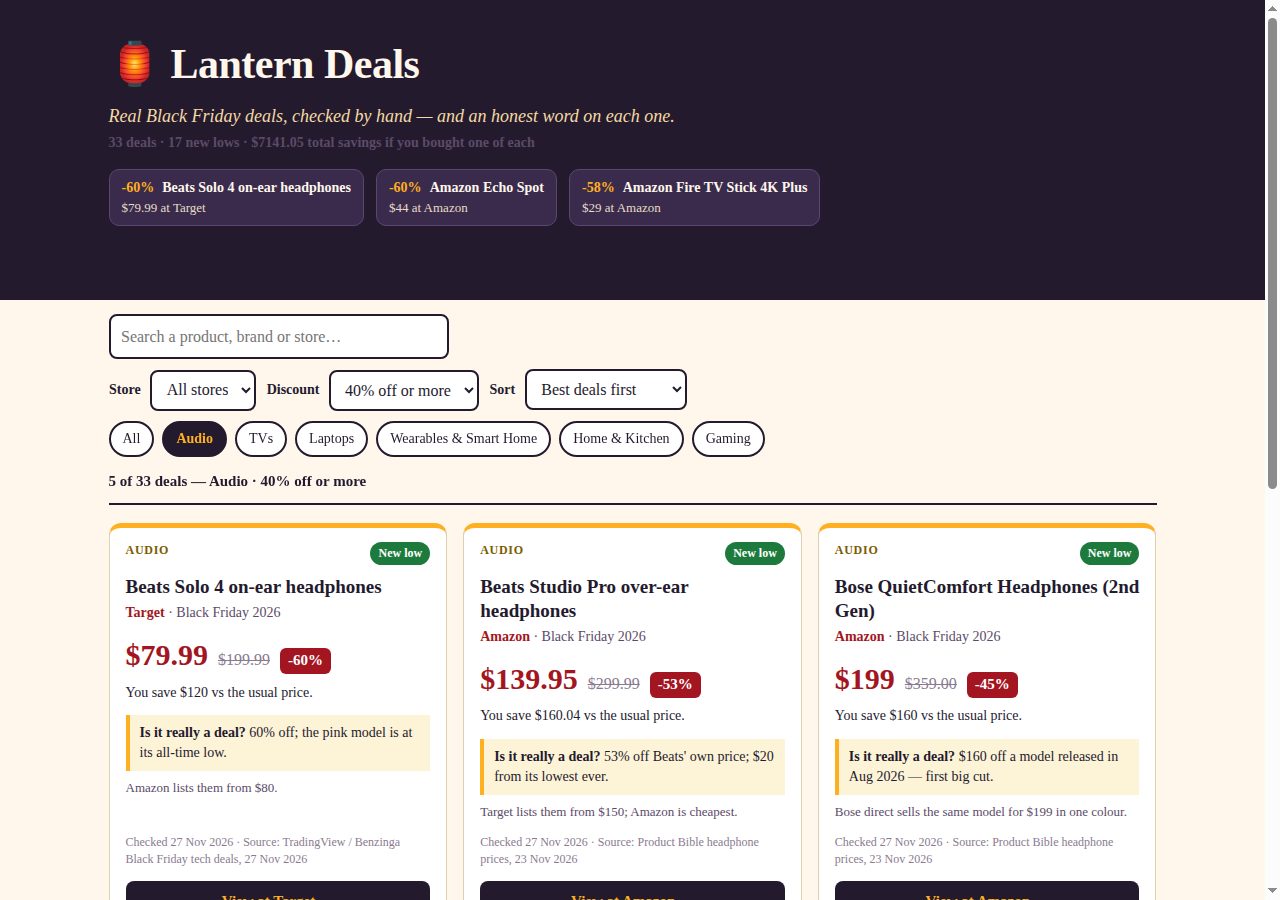 Lantern Deals
Real Black Friday deals, checked by hand — and an honest word on each one.
33 deals · 17 new lows · $7141.05 total savings if you bought one of each
-60% Beats Solo 4 on-ear headphones
$79.99 at Target
-60% Amazon Echo Spot
$44 at Amazon
-58% Amazon Fire TV Stick 4K Plus
$29 at Amazon
Search a product, brand or store…
Store All stores Discount 40% off or more Sort Best deals first
All Audio TVs Laptops Wearables & Smart Home Home & Kitchen Gaming
5 of 33 deals — Audio · 40% off or more
AUDIO New low
Beats Solo 4 on-ear headphones
Target · Black Friday 2026
$79.99 $199.99 -60%
You save $120 vs the usual price.
Is it really a deal? 60% off; the pink model is at
its all-time low.
Amazon lists them from $80.
Checked 27 Nov 2026 · Source: TradingView / Benzinga
Black Friday tech deals, 27 Nov 2026
View at Target
AUDIO New low
Beats Studio Pro over-ear
headphones
Amazon · Black Friday 2026
$139.95 $299.99 -53%
You save $160.04 vs the usual price.
Is it really a deal? 53% off Beats' own price; $20
from its lowest ever.
Target lists them from $150; Amazon is cheapest.
Checked 27 Nov 2026 · Source: Product Bible headphone
prices, 23 Nov 2026
View at Amazon
AUDIO New low
Bose QuietComfort Headphones (2nd
Gen)
Amazon · Black Friday 2026
$199 $359.00 -45%
You save $160 vs the usual price.
Is it really a deal? $160 off a model released in
Aug 2026 — first big cut.
Bose direct sells the same model for $199 in one colour.
Checked 27 Nov 2026 · Source: Product Bible headphone
prices, 23 Nov 2026
View at Amazon